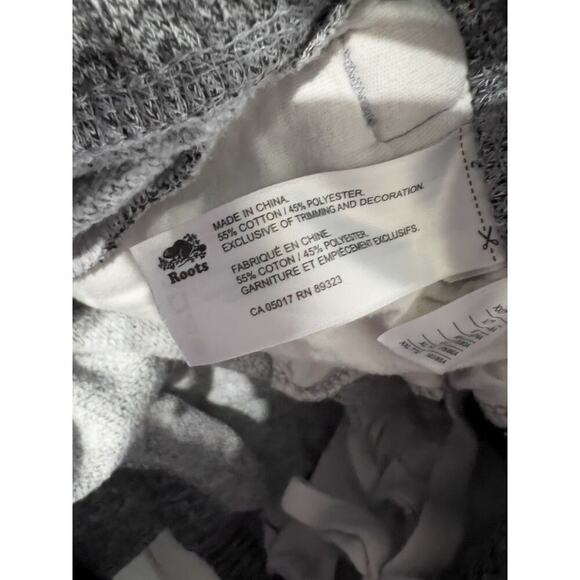 Roots
MADE IN CHINA.
55% COTTON / 45% POLYESTER.
EXCLUSIVE OF TRIMMING AND DECORATION.
FABRIQUÉ EN CHINE.
55% COTON / 45% POLYESTER.
GARNITURE ET EMPIÈCEMENT EXCLUSIFS.
CA 05017 RN 89323